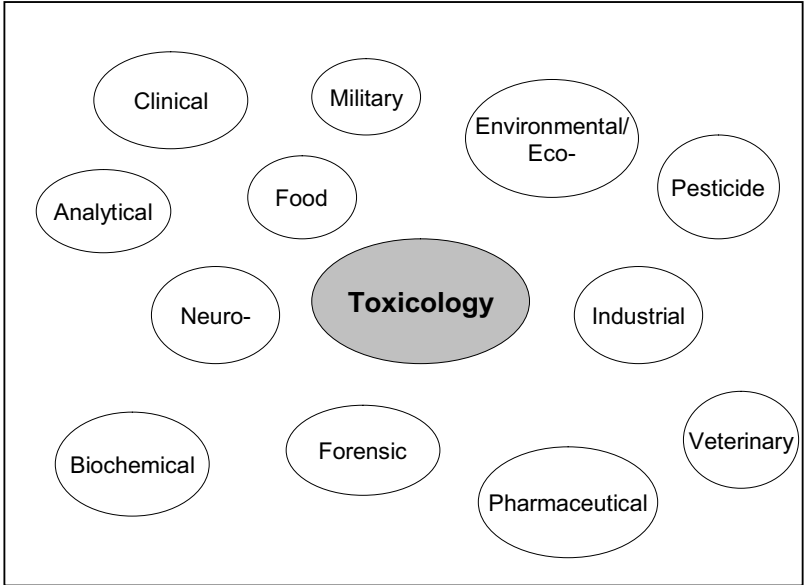 Clinical
Military
Environmental/
Eco-
Pesticide
Analytical
Food
Neuro-
Toxicology
Industrial
Biochemical
Forensic
Veterinary
Pharmaceutical